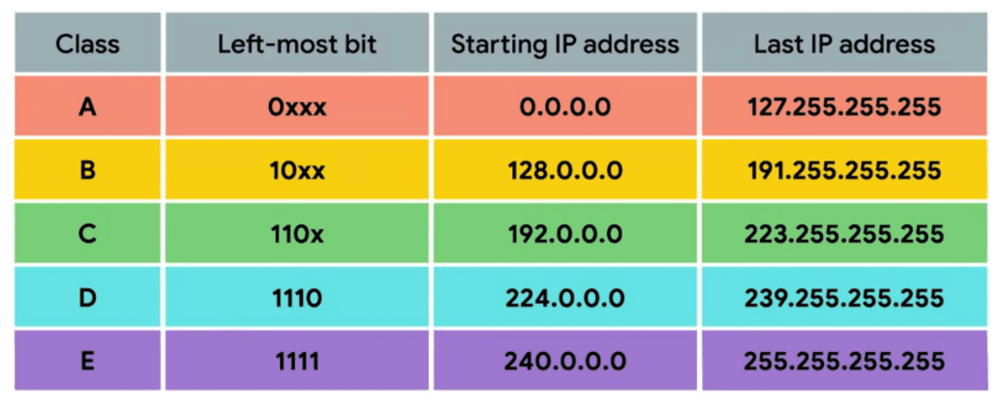 Class Left-most bit Starting IP address Last IP address
A 0xxx 0.0.0.0 127.255.255.255
B 10xx 128.0.0.0 191.255.255.255
C 110x 192.0.0.0 223.255.255.255
D 1110 224.0.0.0 239.255.255.255
E 1111 240.0.0.0 255.255.255.255